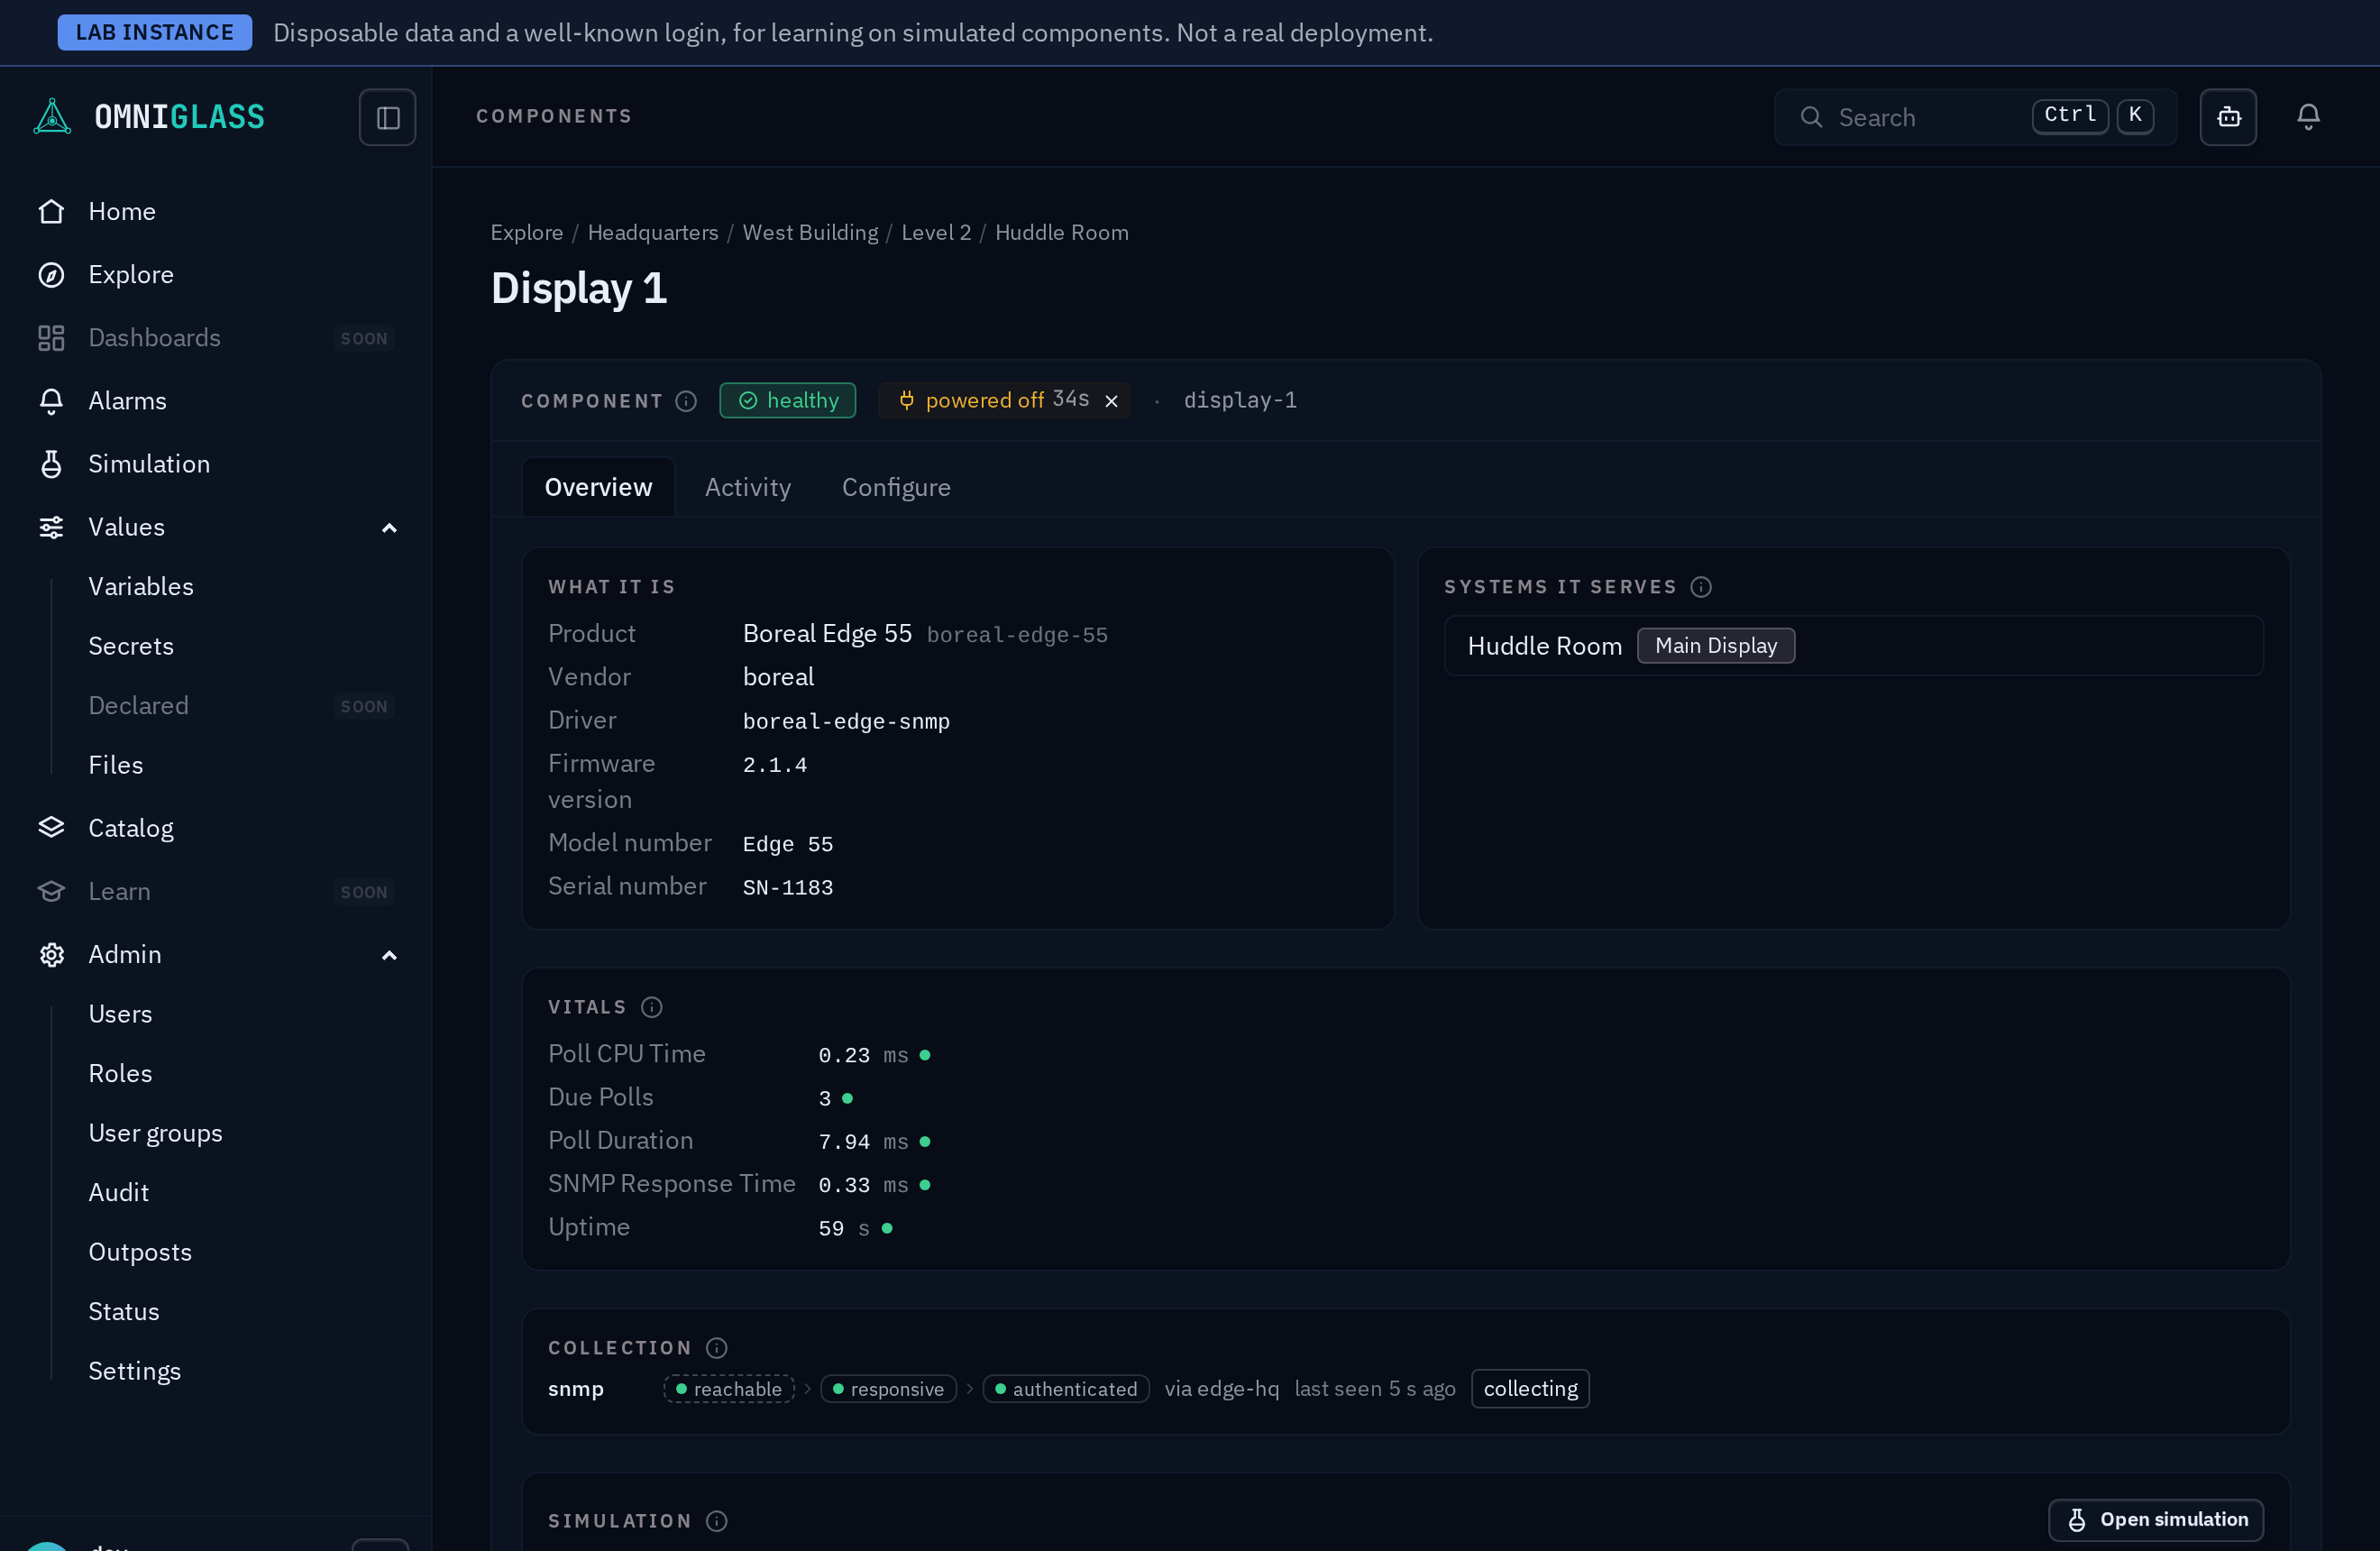 LAB INSTANCE Disposable data and a well-known login, for learning on simulated components. Not a real deployment.
OMNIGLASS
COMPONENTS
Search Ctrl K
Home
Explore
Dashboards SOON
Alarms
Simulation
Values
Variables
Secrets
Declared SOON
Files
Catalog
Learn SOON
Admin
Users
Roles
User groups
Audit
Outposts
Status
Settings
Explore / Headquarters / West Building / Level 2 / Huddle Room
Display 1
COMPONENT healthy powered off 34s × · display-1
Overview Activity Configure
WHAT IT IS
Product Boreal Edge 55 boreal-edge-55
Vendor boreal
Driver boreal-edge-snmp
Firmware version 2.1.4
Model number Edge 55
Serial number SN-1183
SYSTEMS IT SERVES
Huddle Room Main Display
VITALS
Poll CPU Time 0.23 ms
Due Polls 3
Poll Duration 7.94 ms
SNMP Response Time 0.33 ms
Uptime 59 s
COLLECTION
snmp reachable > responsive > authenticated via edge-hq last seen 5 s ago collecting
SIMULATION
Open simulation